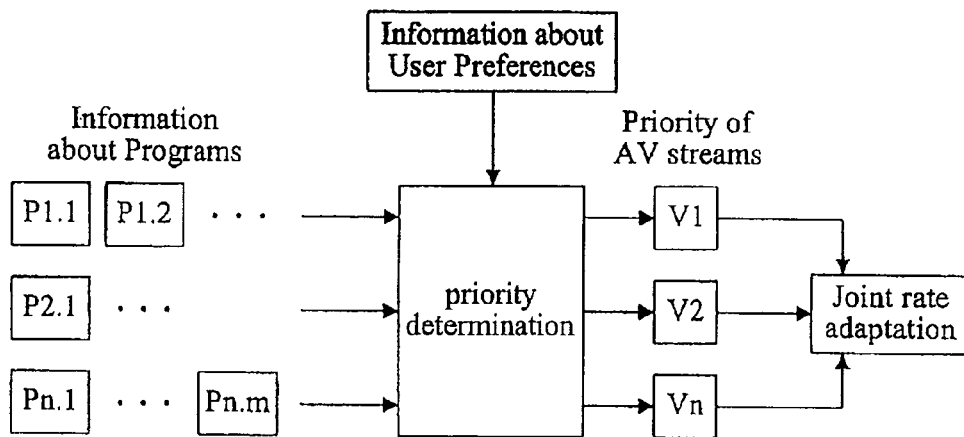 Information about
User Preferences
Information
about Programs
Priority of
AV streams
P1.1 P1.2 . . .
V1
P2.1 . . .
priority
determination
V2
Joint rate
adaptation
Pn.1 . . . Pn.m
Vn